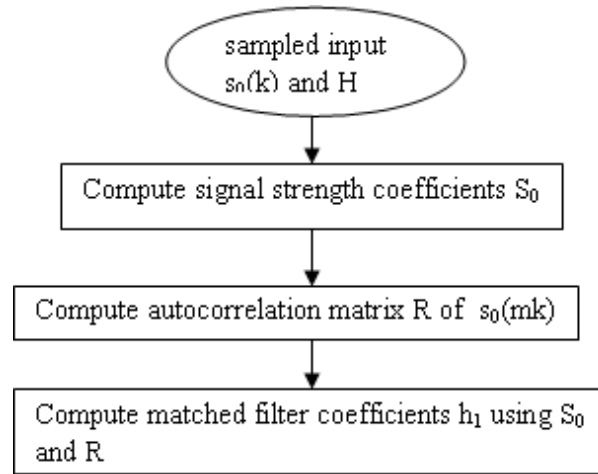 sampled input
s₀(k) and H
Compute signal strength coefficients S₀
Compute autocorrelation matrix R of s₀(mk)
Compute matched filter coefficients h₁ using S₀
and R